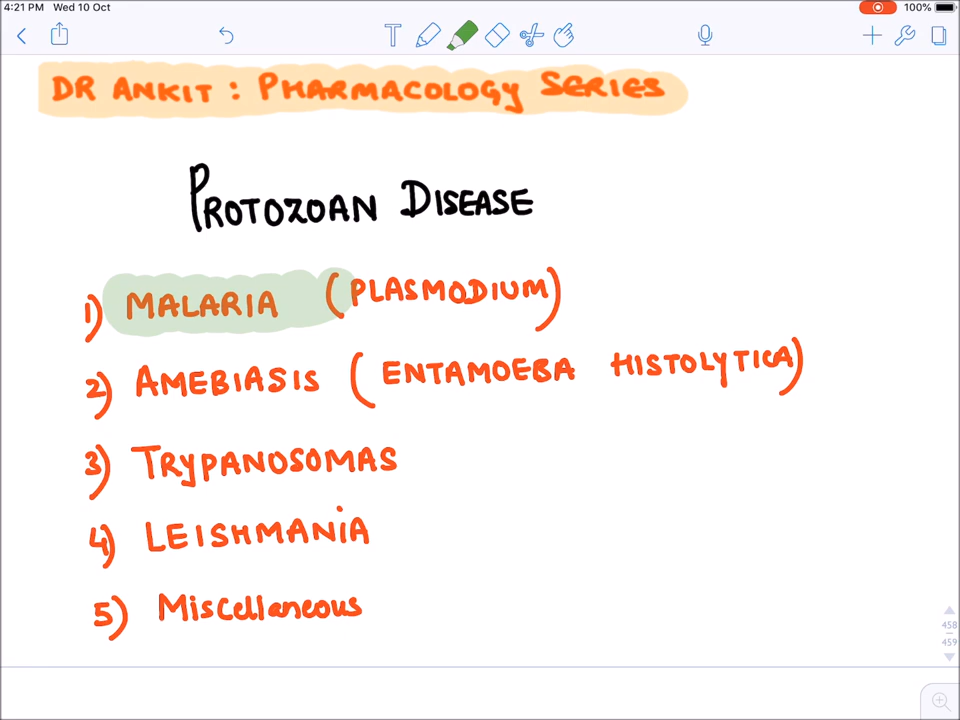 4:21 PM Wed 10 Oct 100%
DR ANKIT : PHARMACOLOGY SERIES
PROTOZOAN DISEASE
1) MALARIA (PLASMODIUM)
2) AMEBIASIS (ENTAMOEBA HISTOLYTICA)
3) TRYPANOSOMAS
4) LEISHMANIA
5) Miscellaneous
458
459